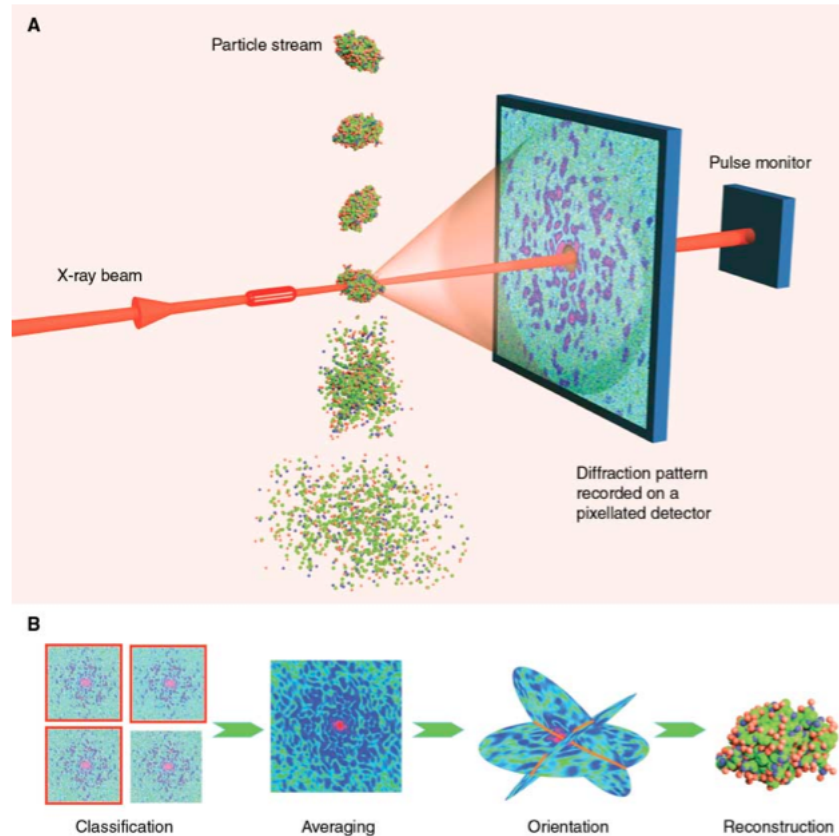 A
Particle stream
Pulse monitor
X-ray beam
Diffraction pattern
recorded on a
pixellated detector
B
Classification
Averaging
Orientation
Reconstruction